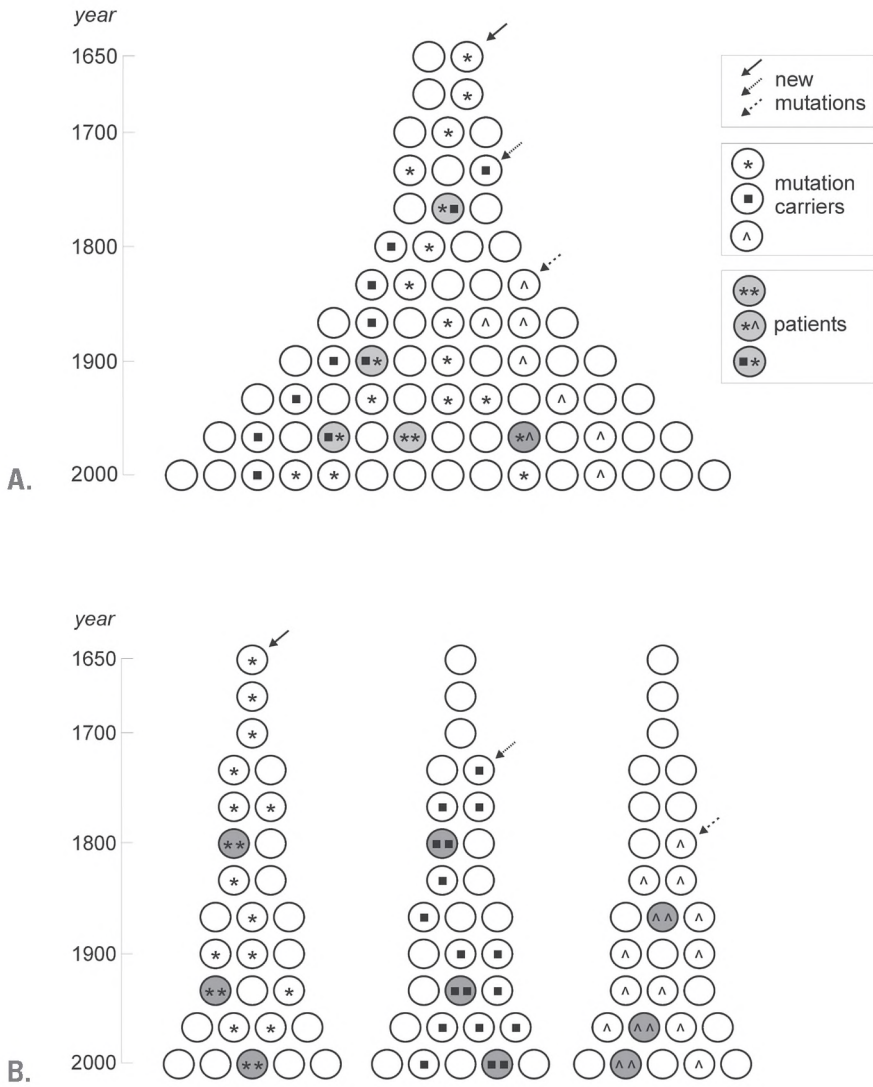 year
1650
1700
1800
1900
2000
new
mutations
mutation
carriers
patients
A.
year
1650
1700
1800
1900
2000
B.